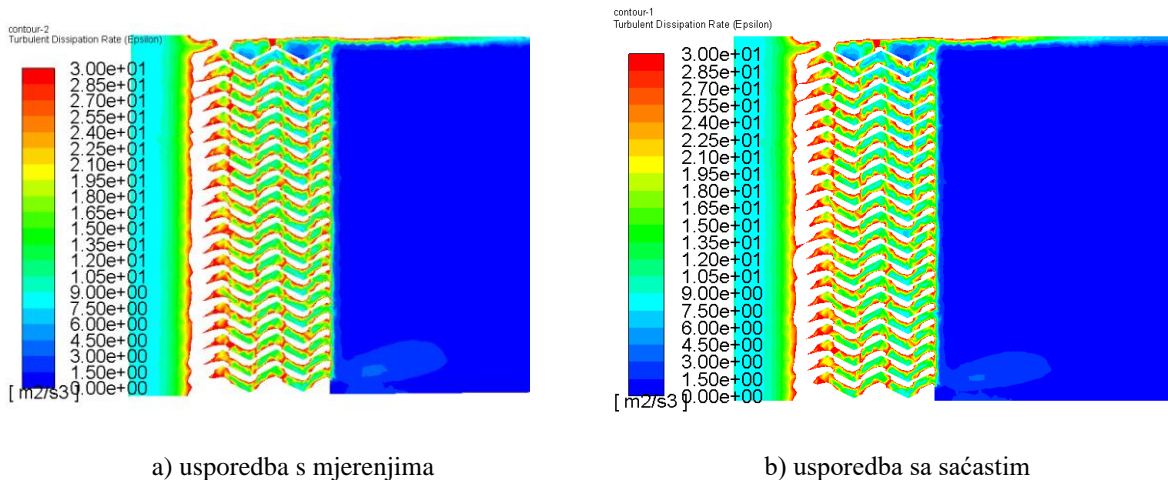 contour-2
Turbulent Dissipation Rate (Epsilon)
3.00e+01
2.85e+01
2.70e+01
2.55e+01
2.40e+01
2.25e+01
2.10e+01
1.95e+01
1.80e+01
1.65e+01
1.50e+01
1.35e+01
1.20e+01
1.05e+01
9.00e+00
7.50e+00
6.00e+00
4.50e+00
3.00e+00
1.50e+00
0.00e+00
[ m2/s3 ]
contour-1
Turbulent Dissipation Rate (Epsilon)
3.00e+01
2.85e+01
2.70e+01
2.55e+01
2.40e+01
2.25e+01
2.10e+01
1.95e+01
1.80e+01
1.65e+01
1.50e+01
1.35e+01
1.20e+01
1.05e+01
9.00e+00
7.50e+00
6.00e+00
4.50e+00
3.00e+00
1.50e+00
0.00e+00
[ m2/s3 ]
a) usporedba s mjerenjima
b) usporedba sa saćastim